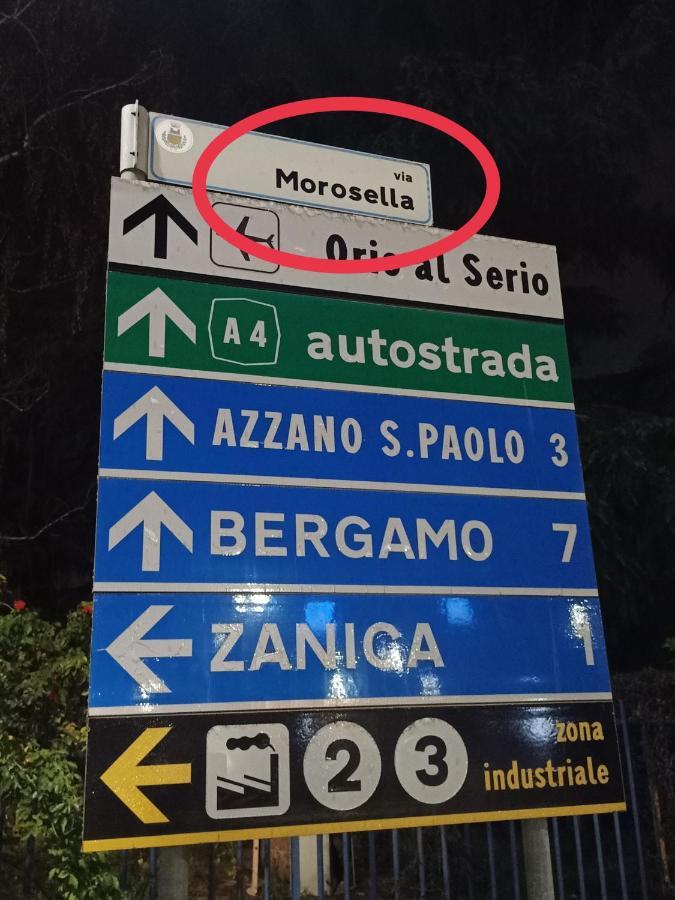 via
Morosella
Orio al Serio
A4 autostrada
AZZANO S.PAOLO 3
BERGAMO 7
ZANICA 1
2 3 zona
industriale